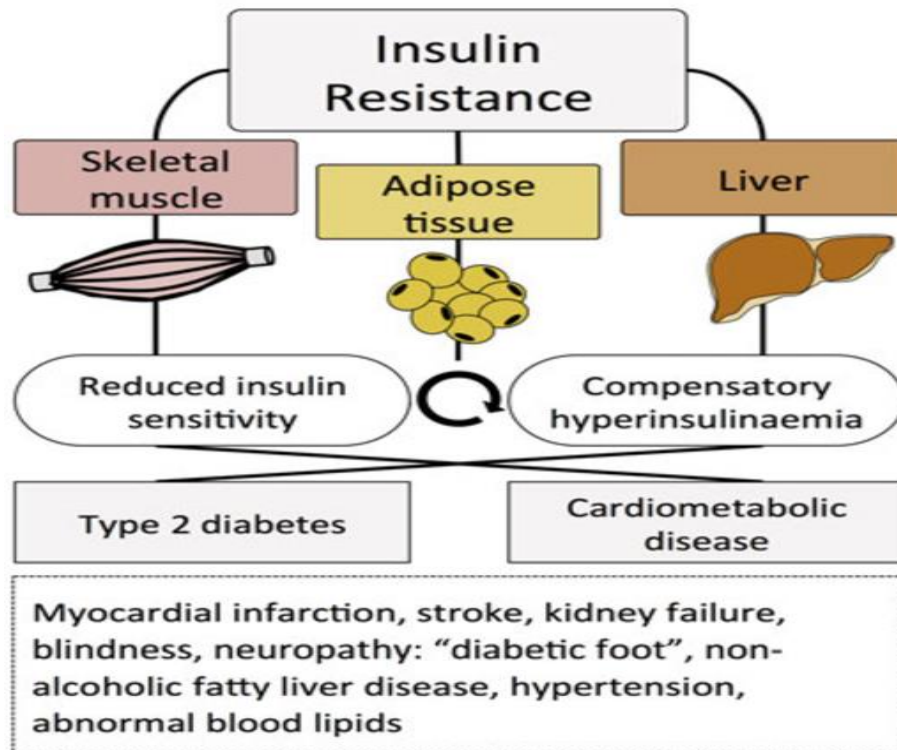 Insulin
Resistance
Skeletal
muscle
Adipose
tissue
Liver
Reduced insulin
sensitivity
Compensatory
hyperinsulinaemia
Type 2 diabetes
Cardiometabolic
disease
Myocardial infarction, stroke, kidney failure,
blindness, neuropathy: “diabetic foot”, non-
alcoholic fatty liver disease, hypertension,
abnormal blood lipids